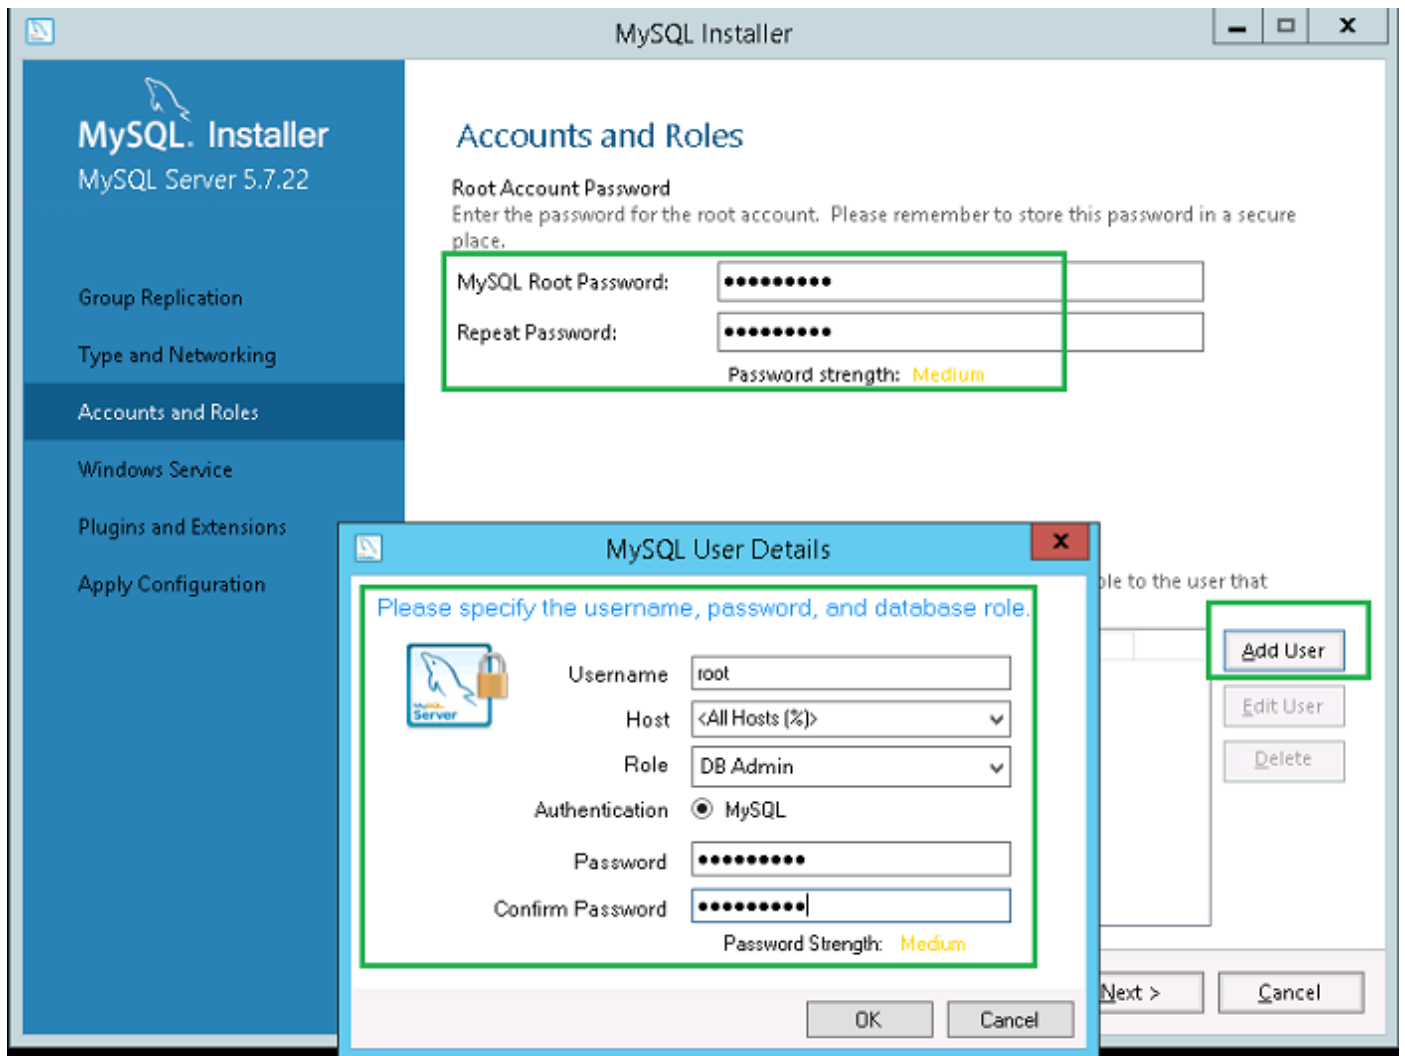 MySQL Installer
MySQL. Installer
MySQL Server 5.7.22
Group Replication
Type and Networking
Accounts and Roles
Windows Service
Plugins and Extensions
Apply Configuration
Accounts and Roles
Root Account Password
Enter the password for the root account. Please remember to store this password in a secure
place.
MySQL Root Password: ●●●●●●●●●
Repeat Password: ●●●●●●●●●
Password strength: Medium
to the user that
Add User
Edit User
Delete
Next >
Cancel
MySQL User Details
Please specify the username, password, and database role.
MySQL
Server
Username root
Host <All Hosts (%)>
Role DB Admin
Authentication MySQL
Password ●●●●●●●●●
Confirm Password ●●●●●●●●●
Password Strength: Medium
OK
Cancel